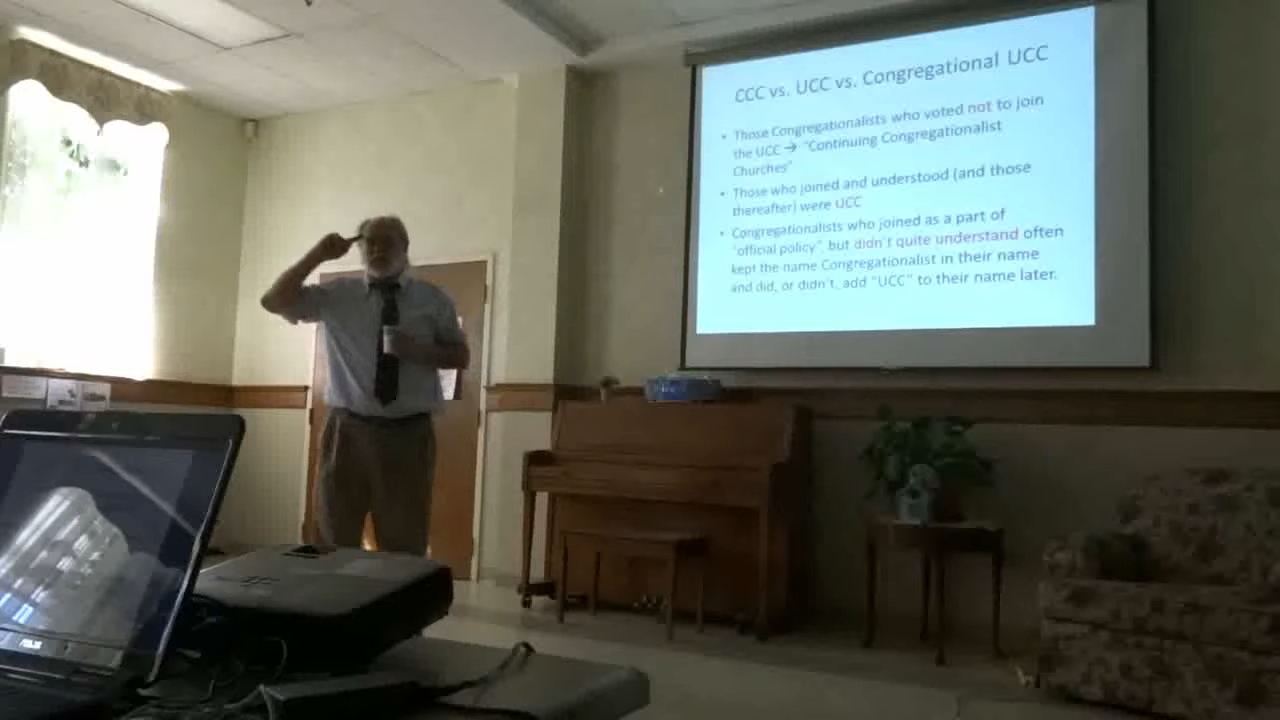 CCC vs. UCC vs. Congregational UCC
• Those Congregationalists who voted not to join
the UCC → "Continuing Congregationalist
Churches"
• Those who joined and understood (and those
thereafter) were UCC
• Congregationalists who joined as a part of
"official policy", but didn't quite understand often
kept the name Congregationalist in their name
and did, or didn't, add "UCC" to their name later.
ASUS